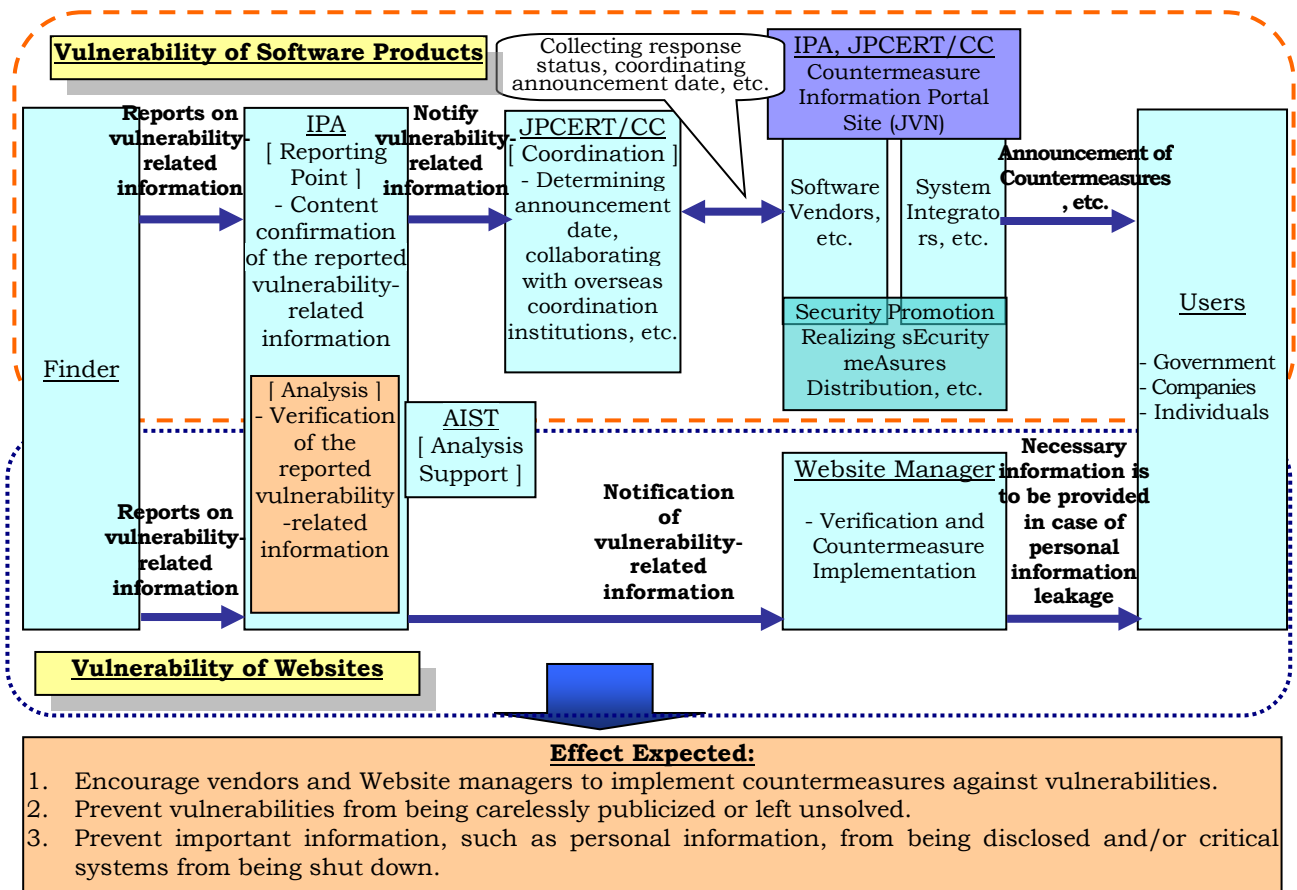 Vulnerability of Software Products
Collecting response
status, coordinating
announcement date, etc.
IPA, JPCERT/CC
Countermeasure
Information Portal
Site (JVN)
Finder
Reports on
vulnerability-
related
information
IPA
[ Reporting
Point ]
- Content
confirmation
of the reported
vulnerability-
related
information
Notify
vulnerability-
related
information
JPCERT/CC
[ Coordination ]
- Determining
announcement
date,
collaborating
with overseas
coordination
institutions, etc.
Software
Vendors,
etc.
System
Integrato
rs, etc.
Security Promotion
Realizing sEcurity
meAsures
Distribution, etc.
Announcement of
Countermeasures
, etc.
Users
- Government
- Companies
- Individuals
[ Analysis ]
- Verification
of the
reported
vulnerability
-related
information
AIST
[ Analysis
Support ]
Reports on
vulnerability-
related
information
Notification
of
vulnerability-
related
information
Website Manager
- Verification and
Countermeasure
Implementation
Necessary
information is
to be provided
in case of
personal
information
leakage
Vulnerability of Websites
Effect Expected:
1. Encourage vendors and Website managers to implement countermeasures against vulnerabilities.
2. Prevent vulnerabilities from being carelessly publicized or left unsolved.
3. Prevent important information, such as personal information, from being disclosed and/or critical
systems from being shut down.